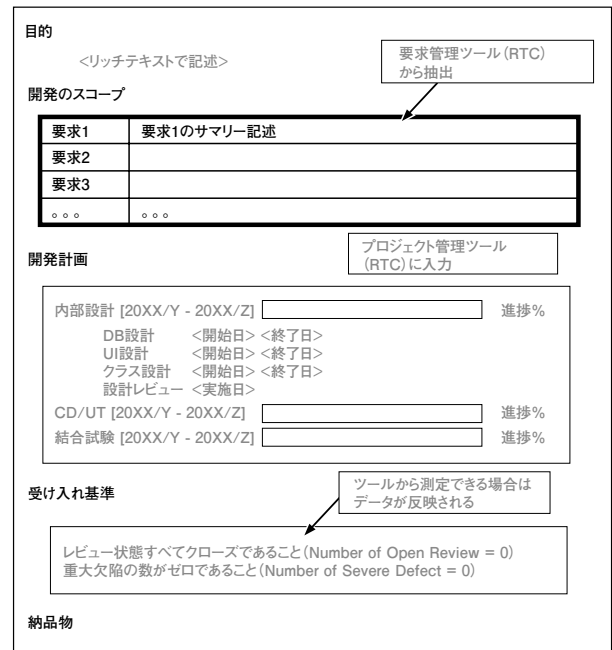 目的
<リッチテキストで記述>
要求管理ツール(RTC)
から抽出
開発のスコープ
要求1 要求1のサマリー記述
要求2
要求3
。。。 。。。
プロジェクト管理ツール
(RTC)に入力
開発計画
内部設計 [20XX/Y - 20XX/Z] 進捗%
DB設計 <開始日> <終了日>
UI設計 <開始日> <終了日>
クラス設計 <開始日> <終了日>
設計レビュー <実施日>
CD/UT [20XX/Y - 20XX/Z] 進捗%
結合試験 [20XX/Y - 20XX/Z] 進捗%
ツールから測定できる場合は
データが反映される
受け入れ基準
レビュー状態すべてクローズであること(Number of Open Review = 0)
重大欠陥の数がゼロであること(Number of Severe Defect = 0)
納品物